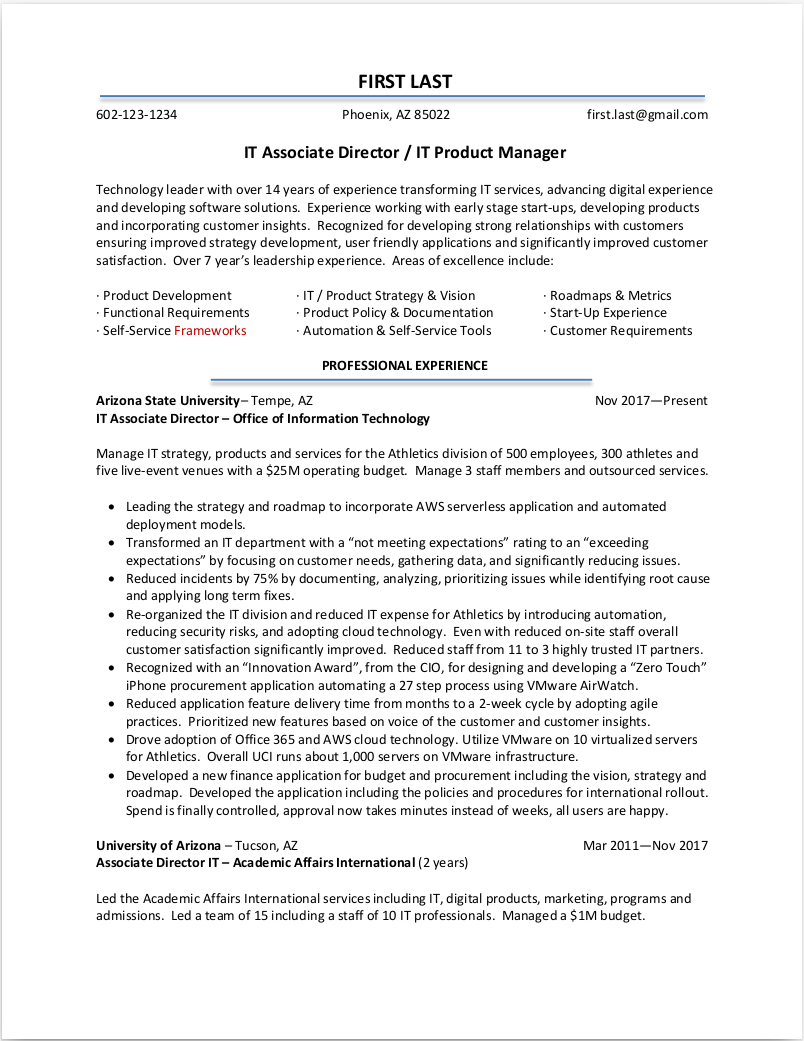 FIRST LAST
602-123-1234 Phoenix, AZ 85022 first.last@gmail.com
IT Associate Director / IT Product Manager
Technology leader with over 14 years of experience transforming IT services, advancing digital experience
and developing software solutions.  Experience working with early stage start-ups, developing products
and incorporating customer insights.  Recognized for developing strong relationships with customers
ensuring improved strategy development, user friendly applications and significantly improved customer
satisfaction.  Over 7 year’s leadership experience.  Areas of excellence include:
· Product Development · IT / Product Strategy & Vision · Roadmaps & Metrics
· Functional Requirements · Product Policy & Documentation · Start-Up Experience
· Self-Service Frameworks · Automation & Self-Service Tools · Customer Requirements
PROFESSIONAL EXPERIENCE
Arizona State University– Tempe, AZ Nov 2017—Present
IT Associate Director – Office of Information Technology
Manage IT strategy, products and services for the Athletics division of 500 employees, 300 athletes and
five live-event venues with a $25M operating budget.  Manage 3 staff members and outsourced services.
• Leading the strategy and roadmap to incorporate AWS serverless application and automated
deployment models.
• Transformed an IT department with a “not meeting expectations” rating to an “exceeding
expectations” by focusing on customer needs, gathering data, and significantly reducing issues.
• Reduced incidents by 75% by documenting, analyzing, prioritizing issues while identifying root cause
and applying long term fixes.
• Re-organized the IT division and reduced IT expense for Athletics by introducing automation,
reducing security risks, and adopting cloud technology.  Even with reduced on-site staff overall
customer satisfaction significantly improved.  Reduced staff from 11 to 3 highly trusted IT partners.
• Recognized with an “Innovation Award”, from the CIO, for designing and developing a “Zero Touch”
iPhone procurement application automating a 27 step process using VMware AirWatch.
• Reduced application feature delivery time from months to a 2-week cycle by adopting agile
practices.  Prioritized new features based on voice of the customer and customer insights.
• Drove adoption of Office 365 and AWS cloud technology. Utilize VMware on 10 virtualized servers
for Athletics.  Overall UCI runs about 1,000 servers on VMware infrastructure.
• Developed a new finance application for budget and procurement including the vision, strategy and
roadmap.  Developed the application including the policies and procedures for international rollout.
Spend is finally controlled, approval now takes minutes instead of weeks, all users are happy.
University of Arizona – Tucson, AZ Mar 2011—Nov 2017
Associate Director IT – Academic Affairs International (2 years)
Led the Academic Affairs International services including IT, digital products, marketing, programs and
admissions.  Led a team of 15 including a staff of 10 IT professionals.  Managed a $1M budget.